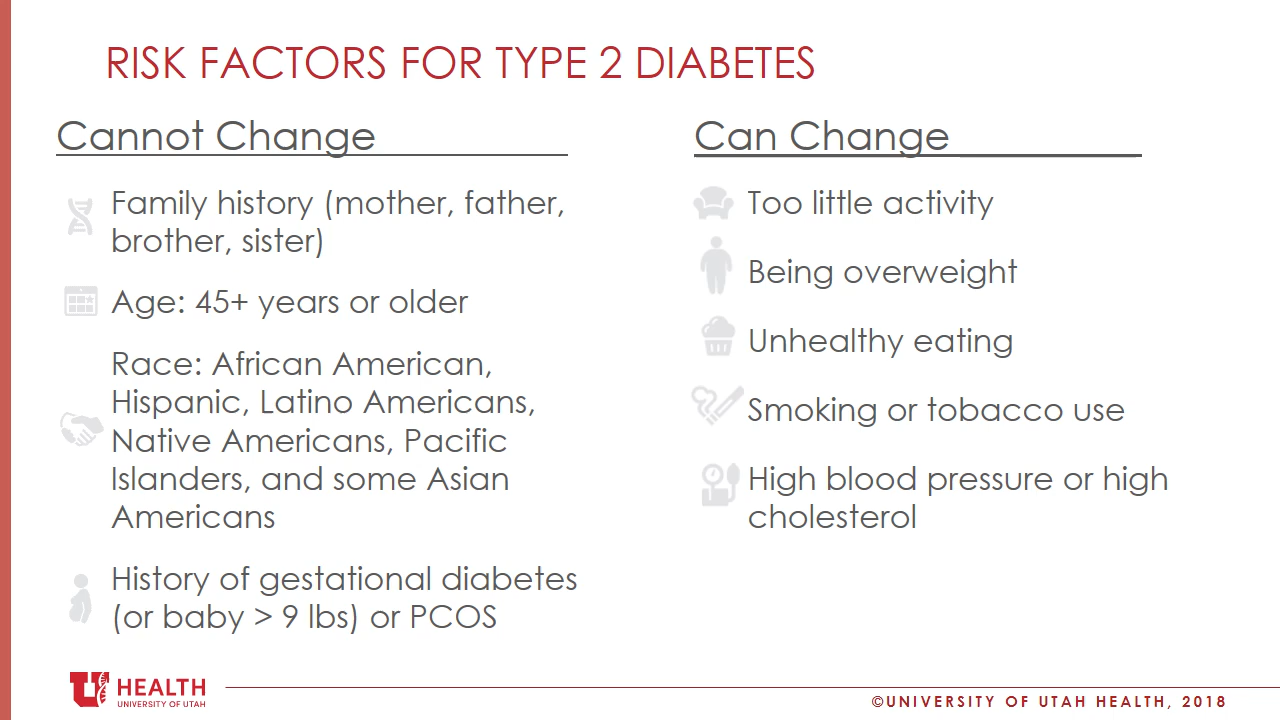 RISK FACTORS FOR TYPE 2 DIABETES
Cannot Change
Family history (mother, father,
brother, sister)
Age: 45+ years or older
Race: African American,
Hispanic, Latino Americans,
Native Americans, Pacific
Islanders, and some Asian
Americans
History of gestational diabetes
(or baby > 9 lbs) or PCOS
Can Change
Too little activity
Being overweight
Unhealthy eating
Smoking or tobacco use
High blood pressure or high
cholesterol
U HEALTH
UNIVERSITY OF UTAH
©UNIVERSITY OF UTAH HEALTH, 2018